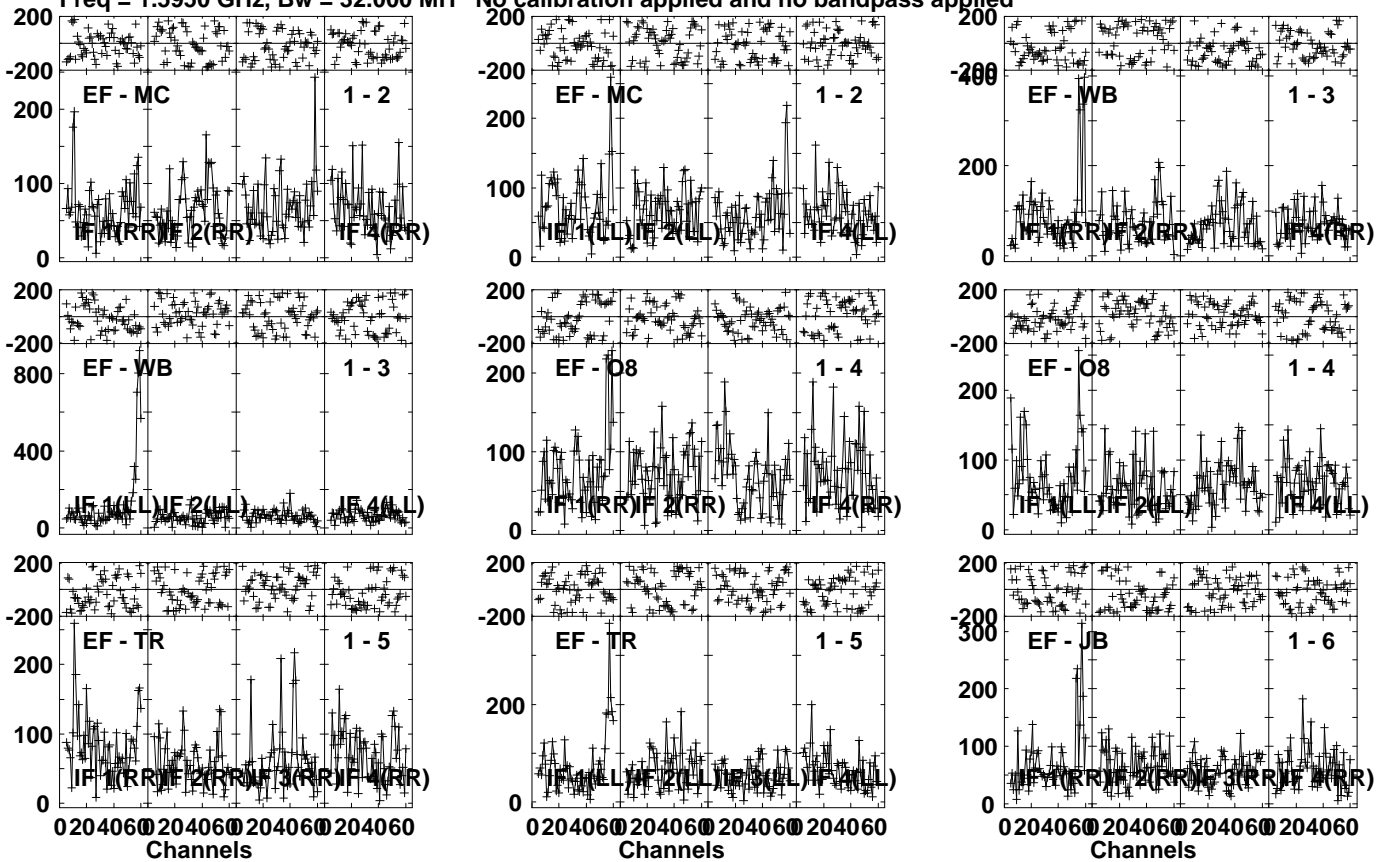 Freq = 1.5950 GHz, Bw = 32.000 MH No calibration applied and no bandpass applied
200
-200
EF - MC 1 - 2
200
100
0
IF 1(RR) IF 2(RR) IF 4(RR)
200
-200
EF - MC 1 - 2
200
100
0
IF 1(LL) IF 2(LL) IF 4(LL)
200
-200
400
EF - WB 1 - 3
200
0
IF 1(RR) IF 2(RR) IF 4(RR)
200
-200
EF - WB 1 - 3
800
400
0
IF 1(LL) IF 2(LL) IF 4(LL)
200
-200
EF - O8 1 - 4
200
100
0
IF 1(RR) IF 2(RR) IF 4(RR)
200
-200
EF - O8 1 - 4
200
100
0
IF 1(LL) IF 2(LL) IF 4(LL)
200
-200
EF - TR 1 - 5
200
100
0
IF 1(RR) IF 2(RR) IF 3(RR) IF 4(RR)
0 20 40 60 0 20 40 60 0 20 40 60 0 20 40 60
Channels
200
-200
EF - TR 1 - 5
200
0
IF 1(LL) IF 2(LL) IF 3(LL) IF 4(LL)
0 20 40 60 0 20 40 60 0 20 40 60 0 20 40 60
Channels
200
-200
300
EF - JB 1 - 6
200
100
0
IF 1(RR) IF 2(RR) IF 3(RR) IF 4(RR)
0 20 40 60 0 20 40 60 0 20 40 60 0 20 40 60
Channels